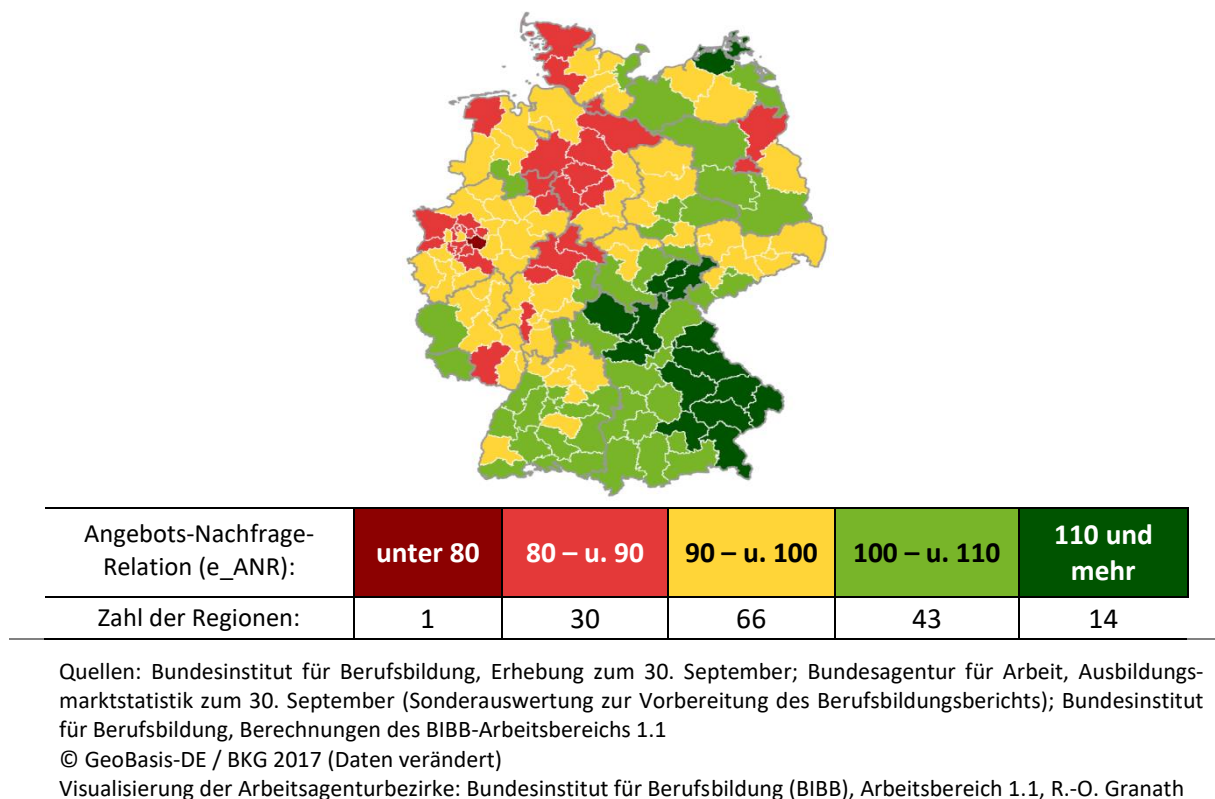 Angebots-Nachfrage-
Relation (e_ANR):
unter 80
80 – u. 90
90 – u. 100
100 – u. 110
110 und
mehr
Zahl der Regionen:
1
30
66
43
14
Quellen: Bundesinstitut für Berufsbildung, Erhebung zum 30. September; Bundesagentur für Arbeit, Ausbildungs-
marktstatistik zum 30. September (Sonderauswertung zur Vorbereitung des Berufsbildungsberichts); Bundesinstitut
für Berufsbildung, Berechnungen des BIBB-Arbeitsbereichs 1.1
© GeoBasis-DE / BKG 2017 (Daten verändert)
Visualisierung der Arbeitsagenturbezirke: Bundesinstitut für Berufsbildung (BIBB), Arbeitsbereich 1.1, R.-O. Granath